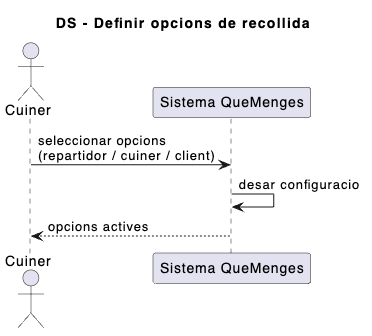 DS - Definir opcions de recollida
Cuiner
Sistema QueMenges
seleccionar opcions
(repartidor / cuiner / client)
desar configuracio
opcions actives
Cuiner
Sistema QueMenges